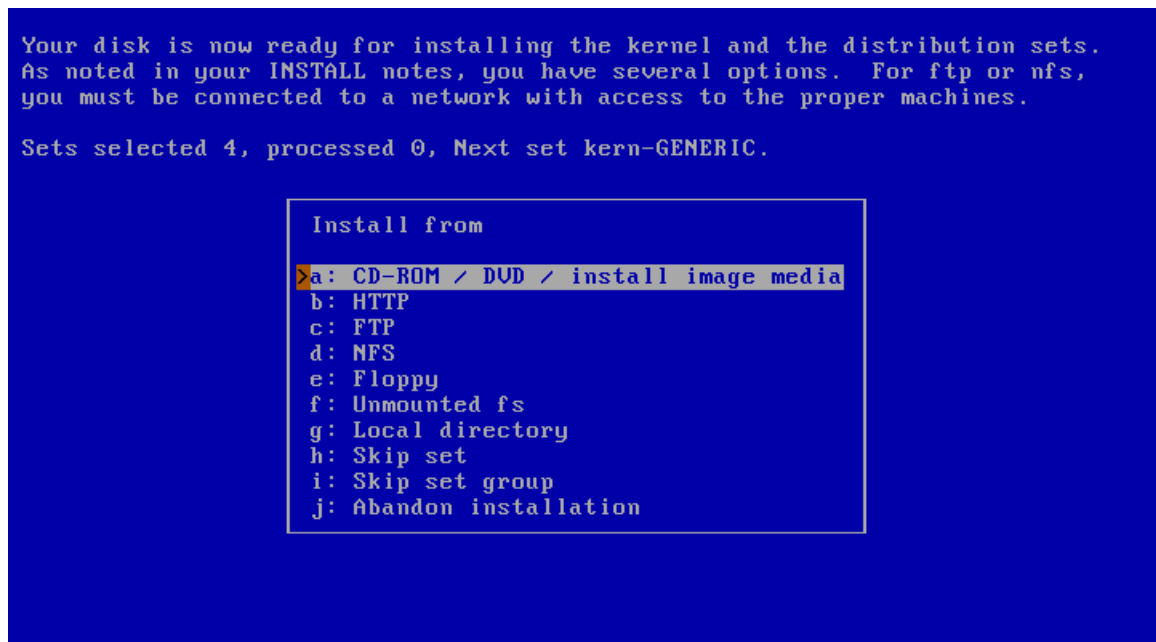 Your disk is now ready for installing the kernel and the distribution sets.
As noted in your INSTALL notes, you have several options.  For ftp or nfs,
you must be connected to a network with access to the proper machines.
Sets selected 4, processed 0, Next set kern-GENERIC.
Install from
>a: CD-ROM / DVD / install image media
b: HTTP
c: FTP
d: NFS
e: Floppy
f: Unmounted fs
g: Local directory
h: Skip set
i: Skip set group
j: Abandon installation